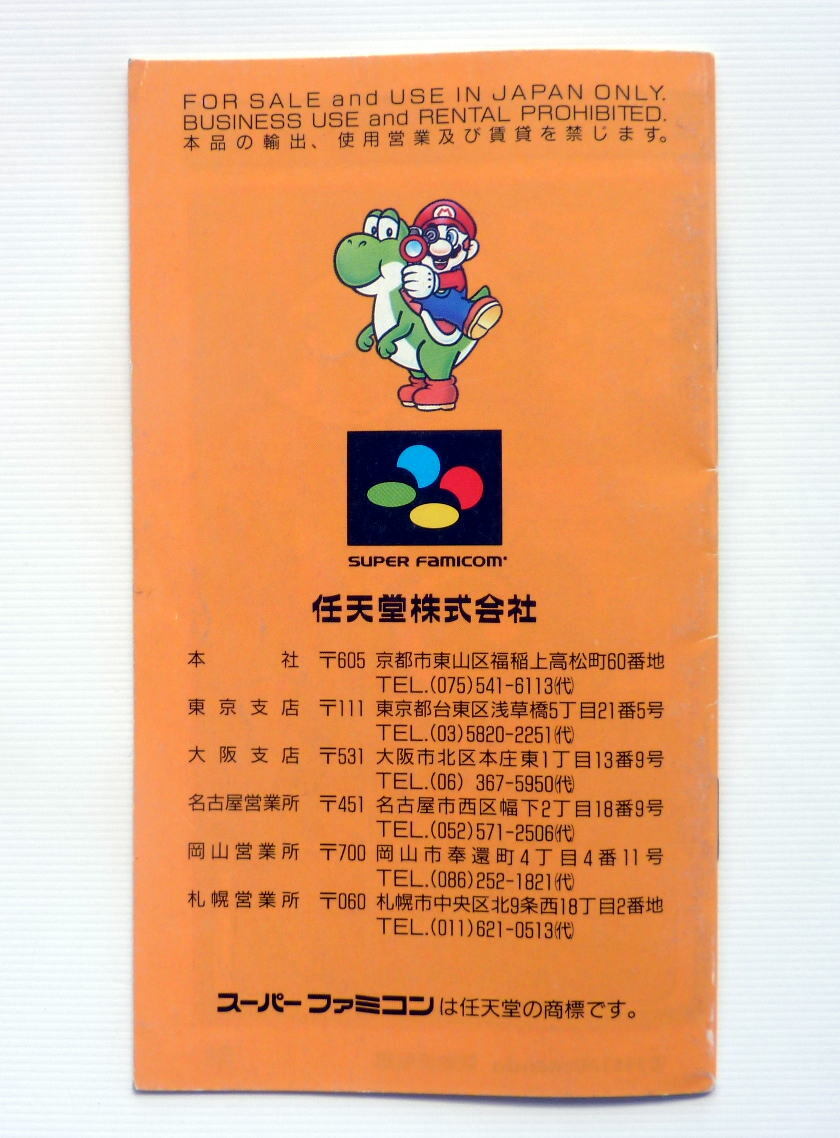 FOR SALE and USE IN JAPAN ONLY.
BUSINESS USE and RENTAL PROHIBITED.
本品の輸出、使用営業及び賃貸を禁じます。
M
SUPER FAMICOM
任天堂株式会社
本社 〒605 京都市東山区福稲上高松町60番地
TEL.(075)541-6113㈹
東京支店 〒111 東京都台東区浅草橋5丁目21番5号
TEL.(03)5820-2251㈹
大阪支店 〒531 大阪市北区本庄東1丁目13番9号
TEL.(06) 367-5950㈹
名古屋営業所 〒451 名古屋市西区幅下2丁目18番9号
TEL.(052)571-2506㈹
岡山営業所 〒700 岡山市奉還町4丁目4番11号
TEL.(086)252-1821㈹
札幌営業所 〒060 札幌市中央区北9条西18丁目2番地
TEL.(011)621-0513㈹
スーパーファミコンは任天堂の商標です。